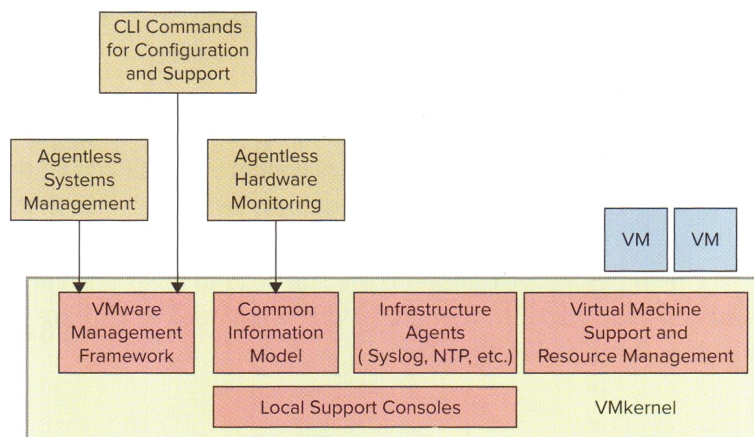 CLI Commands
for Configuration
and Support
Agentless
Systems
Management
Agentless
Hardware
Monitoring
VM
VM
VMware
Management
Framework
Common
Information
Model
Infrastructure
Agents
( Syslog, NTP, etc.)
Virtual Machine
Support and
Resource Management
Local Support Consoles
VMkernel